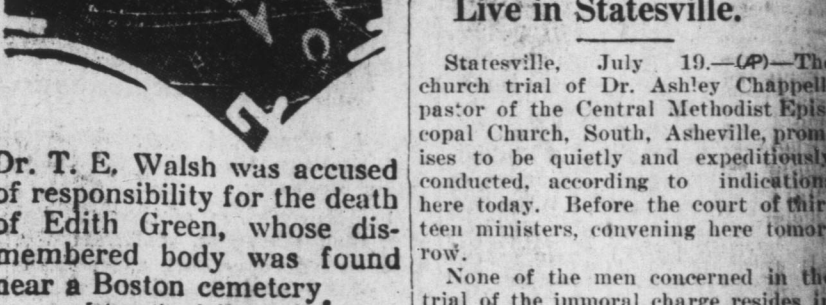 Dr. T. E. Walsh was accused
of responsibility for the death
of Edith Green, whose dis-
membered body was found
near a Boston cemetery
Live in Statesville.
Statesville, July 19.—(AP)—The
church trial of Dr. Ashley Chappell
pastor of the Central Methodist Epis
copal Church, South, Asheville, prom
ises to be quietly and expeditiously
conducted, according to indication
here today. Before the court of thir
teen ministers, convening here tomor
row.
None of the men concerned in the
trial of the immoral charge resides